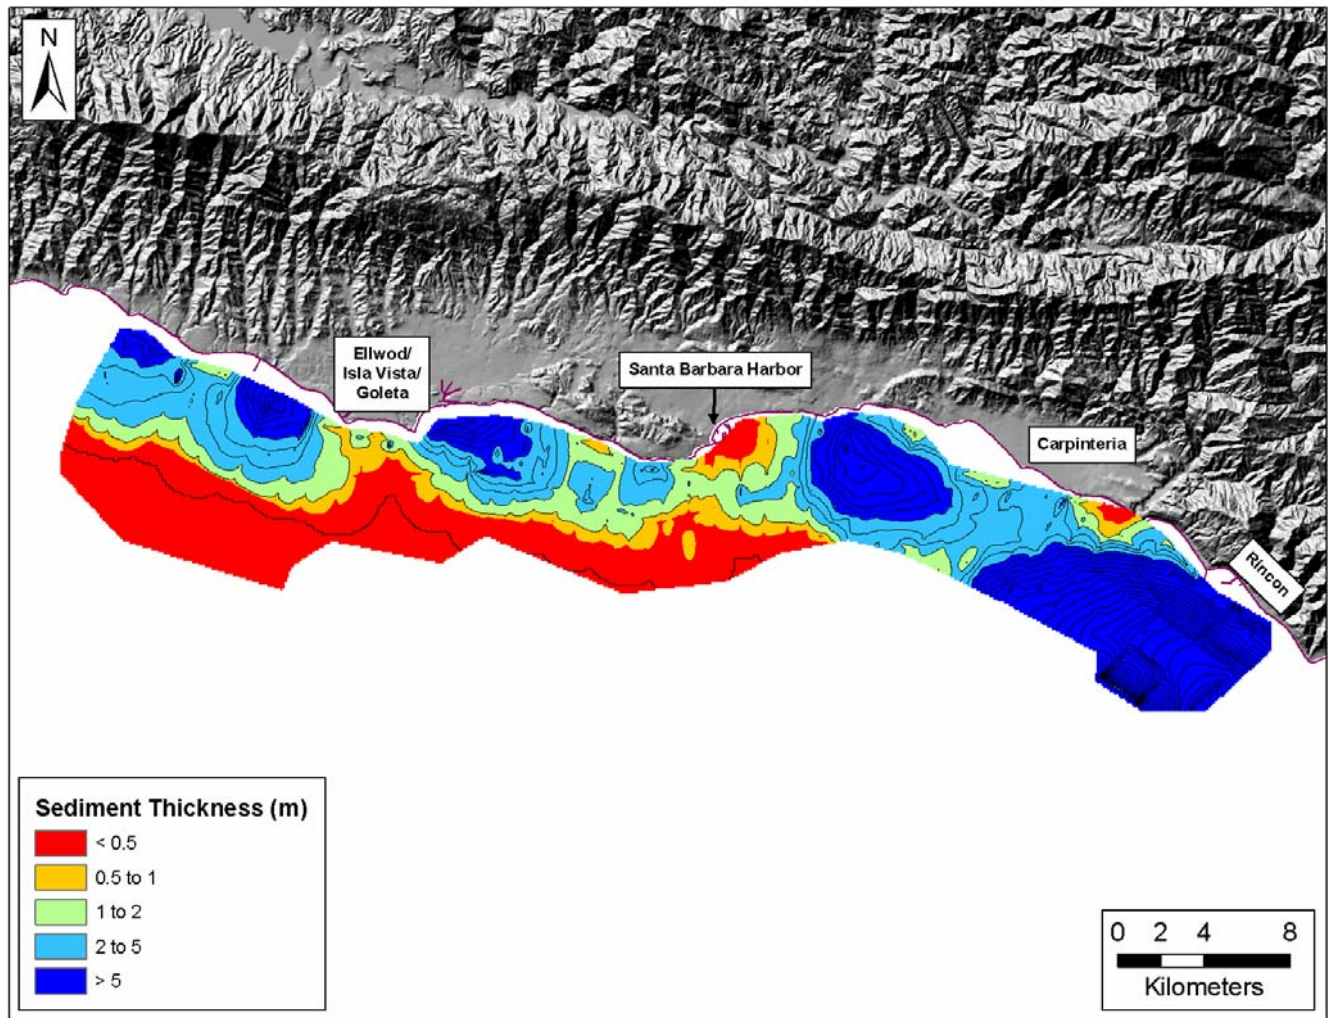 N
Ellwod/
Isla Vista/
Goleta
Santa Barbara Harbor
Carpinteria
Rincon
Sediment Thickness (m)
< 0.5
0.5 to 1
1 to 2
2 to 5
> 5
0 2 4 8
Kilometers